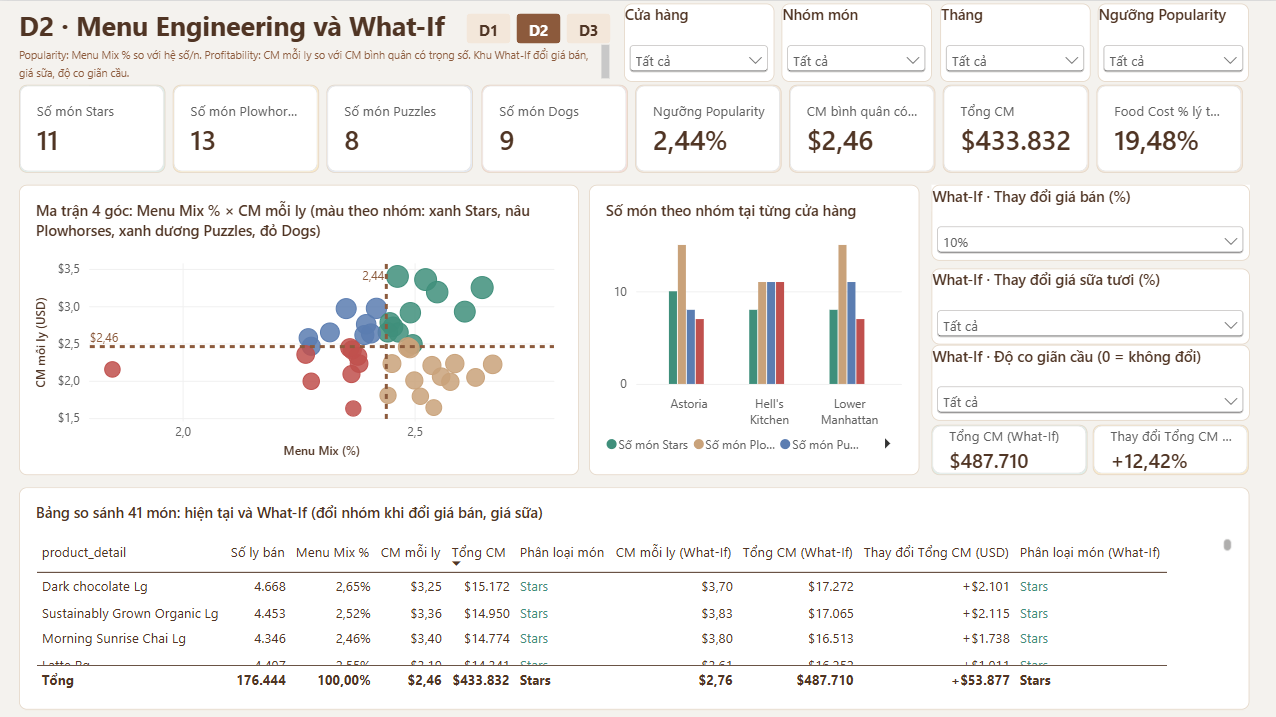 D2 · Menu Engineering và What-If
D1
D2
D3
Popularity: Menu Mix % so với hệ số/n. Profitability: CM mỗi ly so với CM bình quân có trọng số. Khu What-If đổi giá bán,
giá sữa, độ co giãn cầu.
Cửa hàng
Tất cả
Nhóm món
Tất cả
Tháng
Tất cả
Ngưỡng Popularity
Tất cả
Số món Stars
11
Số món Plowhor...
13
Số món Puzzles
8
Số món Dogs
9
Ngưỡng Popularity
2,44%
CM bình quân có...
$2,46
Tổng CM
$433.832
Food Cost % lý t...
19,48%
Ma trận 4 góc: Menu Mix % × CM mỗi ly (màu theo nhóm: xanh Stars, nâu
Plowhorses, xanh dương Puzzles, đỏ Dogs)
CM mỗi ly (USD)
$3,5
$3,0
$2,5
$2,0
$1,5
2,44
$2,46
2,0
2,5
Menu Mix (%)
Số món theo nhóm tại từng cửa hàng
10
0
Astoria
Hell's
Kitchen
Lower
Manhattan
Số món Stars
Số món Plo...
Số món Pu...
What-If · Thay đổi giá bán (%)
10%
What-If · Thay đổi giá sữa tươi (%)
Tất cả
What-If · Độ co giãn cầu (0 = không đổi)
Tất cả
Tổng CM (What-If)
$487.710
Thay đổi Tổng CM ...
+12,42%
Bảng so sánh 41 món: hiện tại và What-If (đổi nhóm khi đổi giá bán, giá sữa)
product_detail Số ly bán Menu Mix % CM mỗi ly Tổng CM Phân loại món CM mỗi ly (What-If) Tổng CM (What-If) Thay đổi Tổng CM (USD) Phân loại món (What-If)
Dark chocolate Lg 4.668 2,65% $3,25 $15.172 Stars $3,70 $17.272 +$2.101 Stars
Sustainably Grown Organic Lg 4.453 2,52% $3,36 $14.950 Stars $3,83 $17.065 +$2.115 Stars
Morning Sunrise Chai Lg 4.346 2,46% $3,40 $14.774 Stars $3,80 $16.513 +$1.738 Stars
Tổng 176.444 100,00% $2,46 $433.832 Stars $2,76 $487.710 +$53.877 Stars